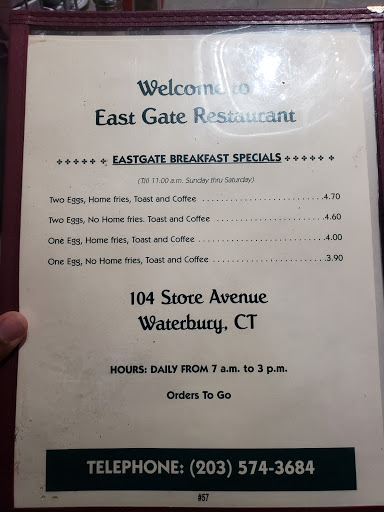 Welcome to
East Gate Restaurant
EASTGATE BREAKFAST SPECIALS
(Till 11:00 a.m. Sunday thru Saturday)
Two Eggs, Home fries, Toast and Coffee 4.70
Two Eggs, No Home fries. Toast and Coffee 4.60
One Egg, Home fries, Toast and Coffee 4.00
One Egg, No Home fries, Toast and Coffee 3.90
104 Store Avenue
Waterbury, CT
HOURS: DAILY FROM 7 a.m. to 3 p.m.
Orders To Go
TELEPHONE: (203) 574-3684
#57